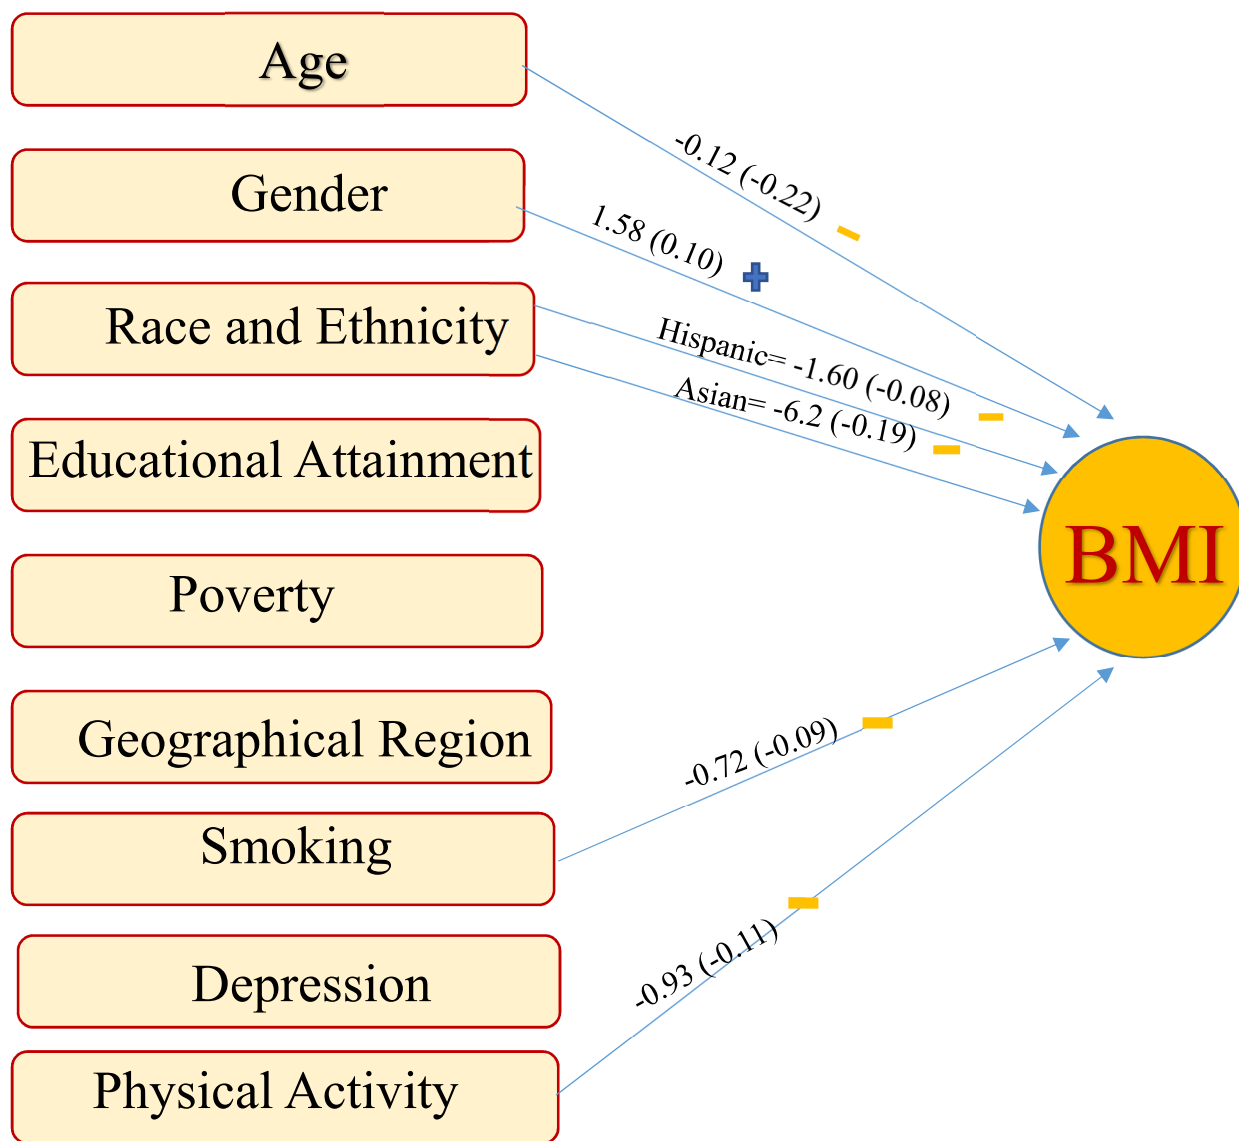 Age
-0.12 (-0.22)
Gender
1.58 (0.10)
Race and Ethnicity
Hispanic= -1.60 (-0.08)
Asian= -6.2 (-0.19)
Educational Attainment
BMI
Poverty
Geographical Region
-0.72 (-0.09)
Smoking
Depression
-0.93 (-0.11)
Physical Activity